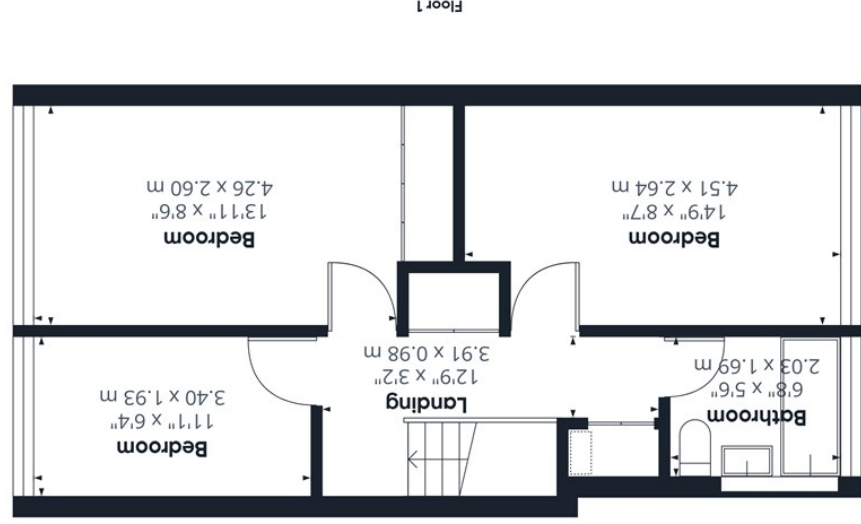 Bathroom
6'8" x 5'6"
2.03 x 1.69 m
Landing
12'9" x 3'2"
3.91 x 0.98 m
Bedroom
11'1" x 6'4"
3.40 x 1.93 m
Bedroom
14'9" x 8'7"
4.51 x 2.64 m
Bedroom
13'11" x 8'6"
4.26 x 2.60 m
Floor 1